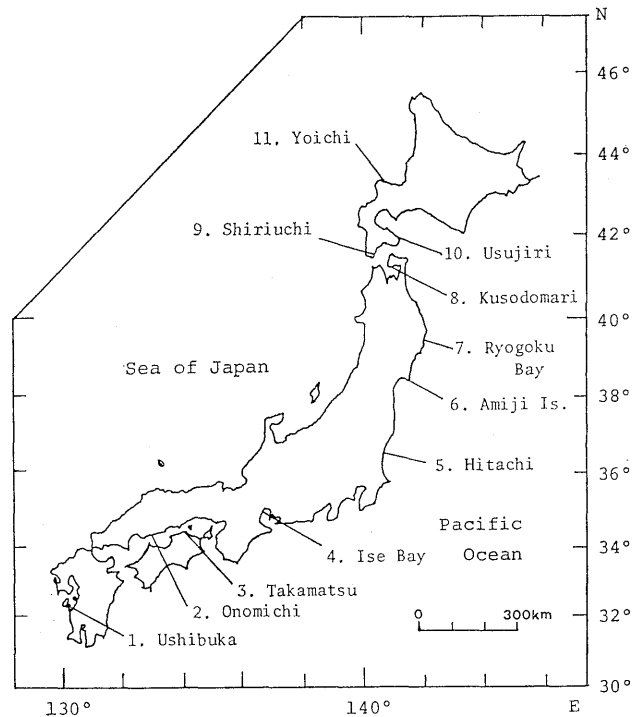 N
46°
11. Yoichi
44°
9. Shiriuchi
42°
10. Usujiri
8. Kusodomari
40°
7. Ryogoku
Bay
Sea of Japan
38°
6. Amiji Is.
5. Hitachi
36°
Pacific
Ocean
4. Ise Bay
34°
3. Takamatsu
2. Onomichi
0 300km
32°
1. Ushibuka
30°
130° 140° E